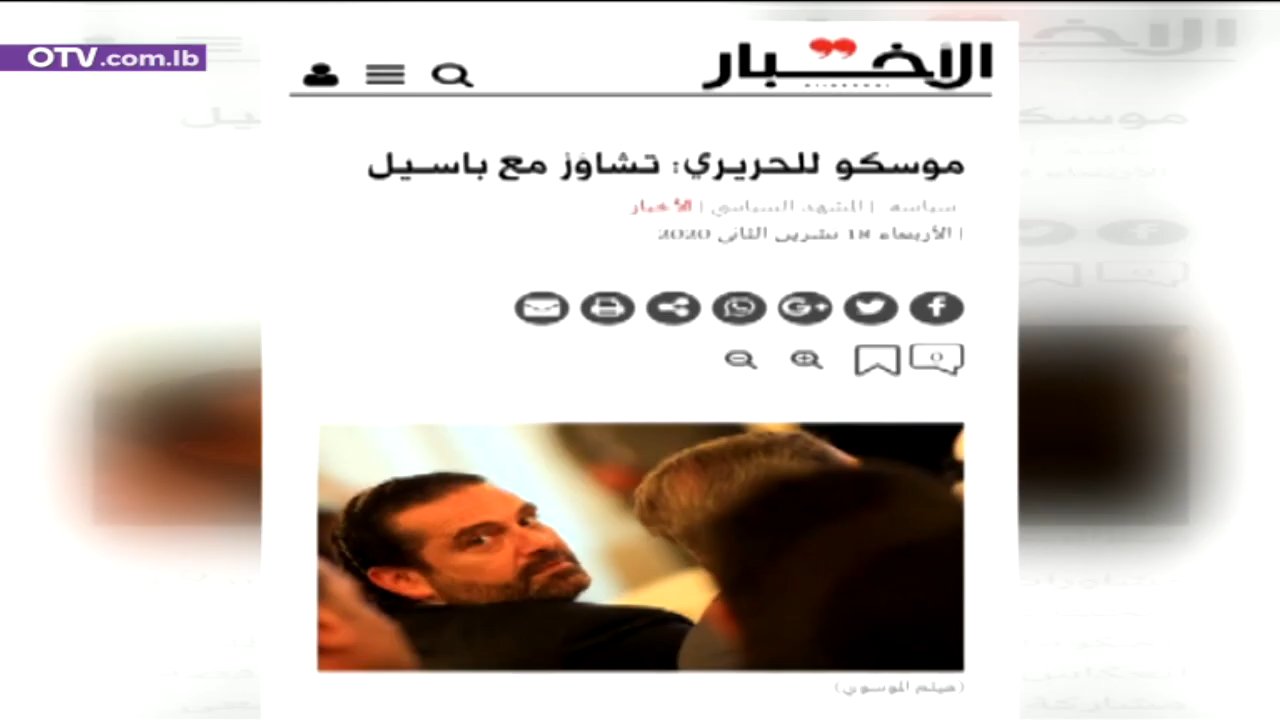 OTV.com.lb
الأخبار
موسكو للحريري: تشاوَر مع باسيل
سياسة | المشهد السياسي | الأخبار
| الأربعاء 18 تشرين الثاني 2020
0
(هيثم الموسوي)